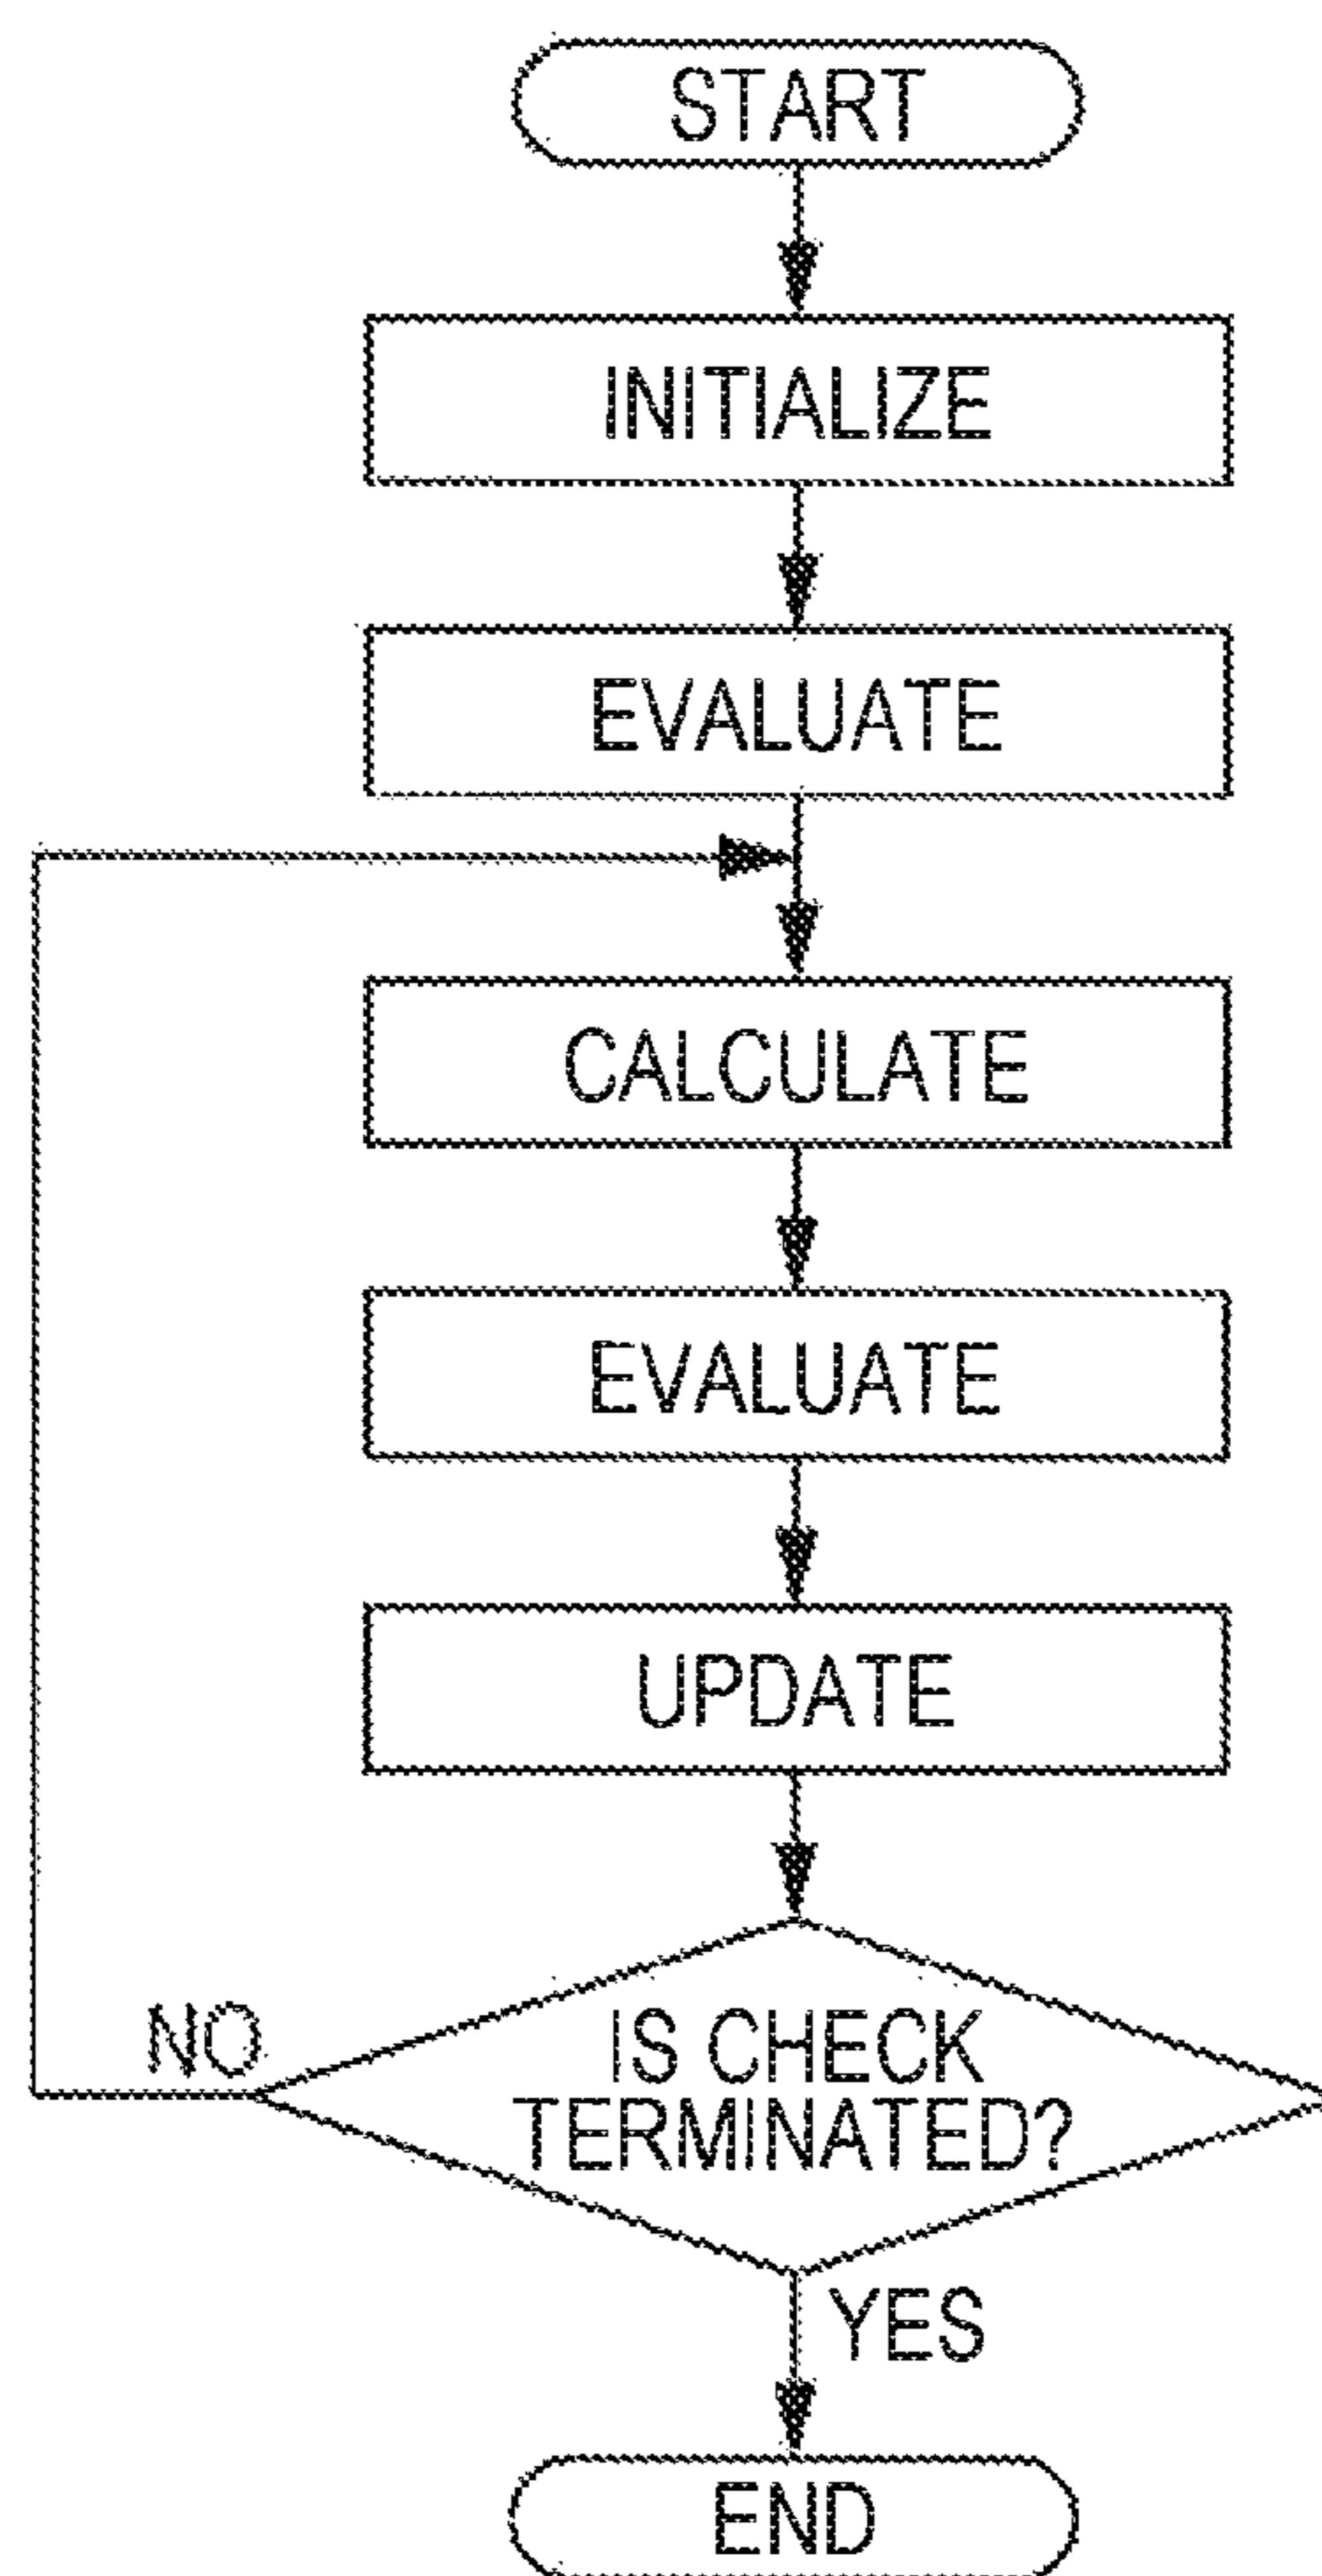 START
INITIALIZE
EVALUATE
CALCULATE
EVALUATE
UPDATE
NO
IS CHECK
TERMINATED?
YES
END